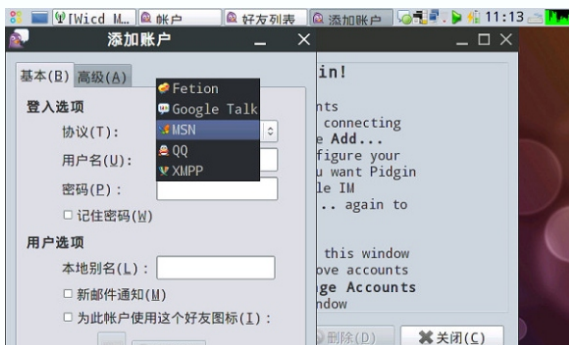 [Wicd M... 帐户 好友列表 添加账户 11:13
添加账户
基本(B) 高级(A)
登入选项
协议(T):
Fetion
Google Talk
MSN
QQ
XMPP
用户名(U):
密码(P):
记住密码(W)
用户选项
本地别名(L):
新邮件通知(M)
为此帐户使用这个好友图标(I):
in!
nts
connecting
e Add...
figure your
u want Pidgin
le IM
.. again to
this window
ove accounts
ge Accounts
ndow
删除(D) 关闭(C)